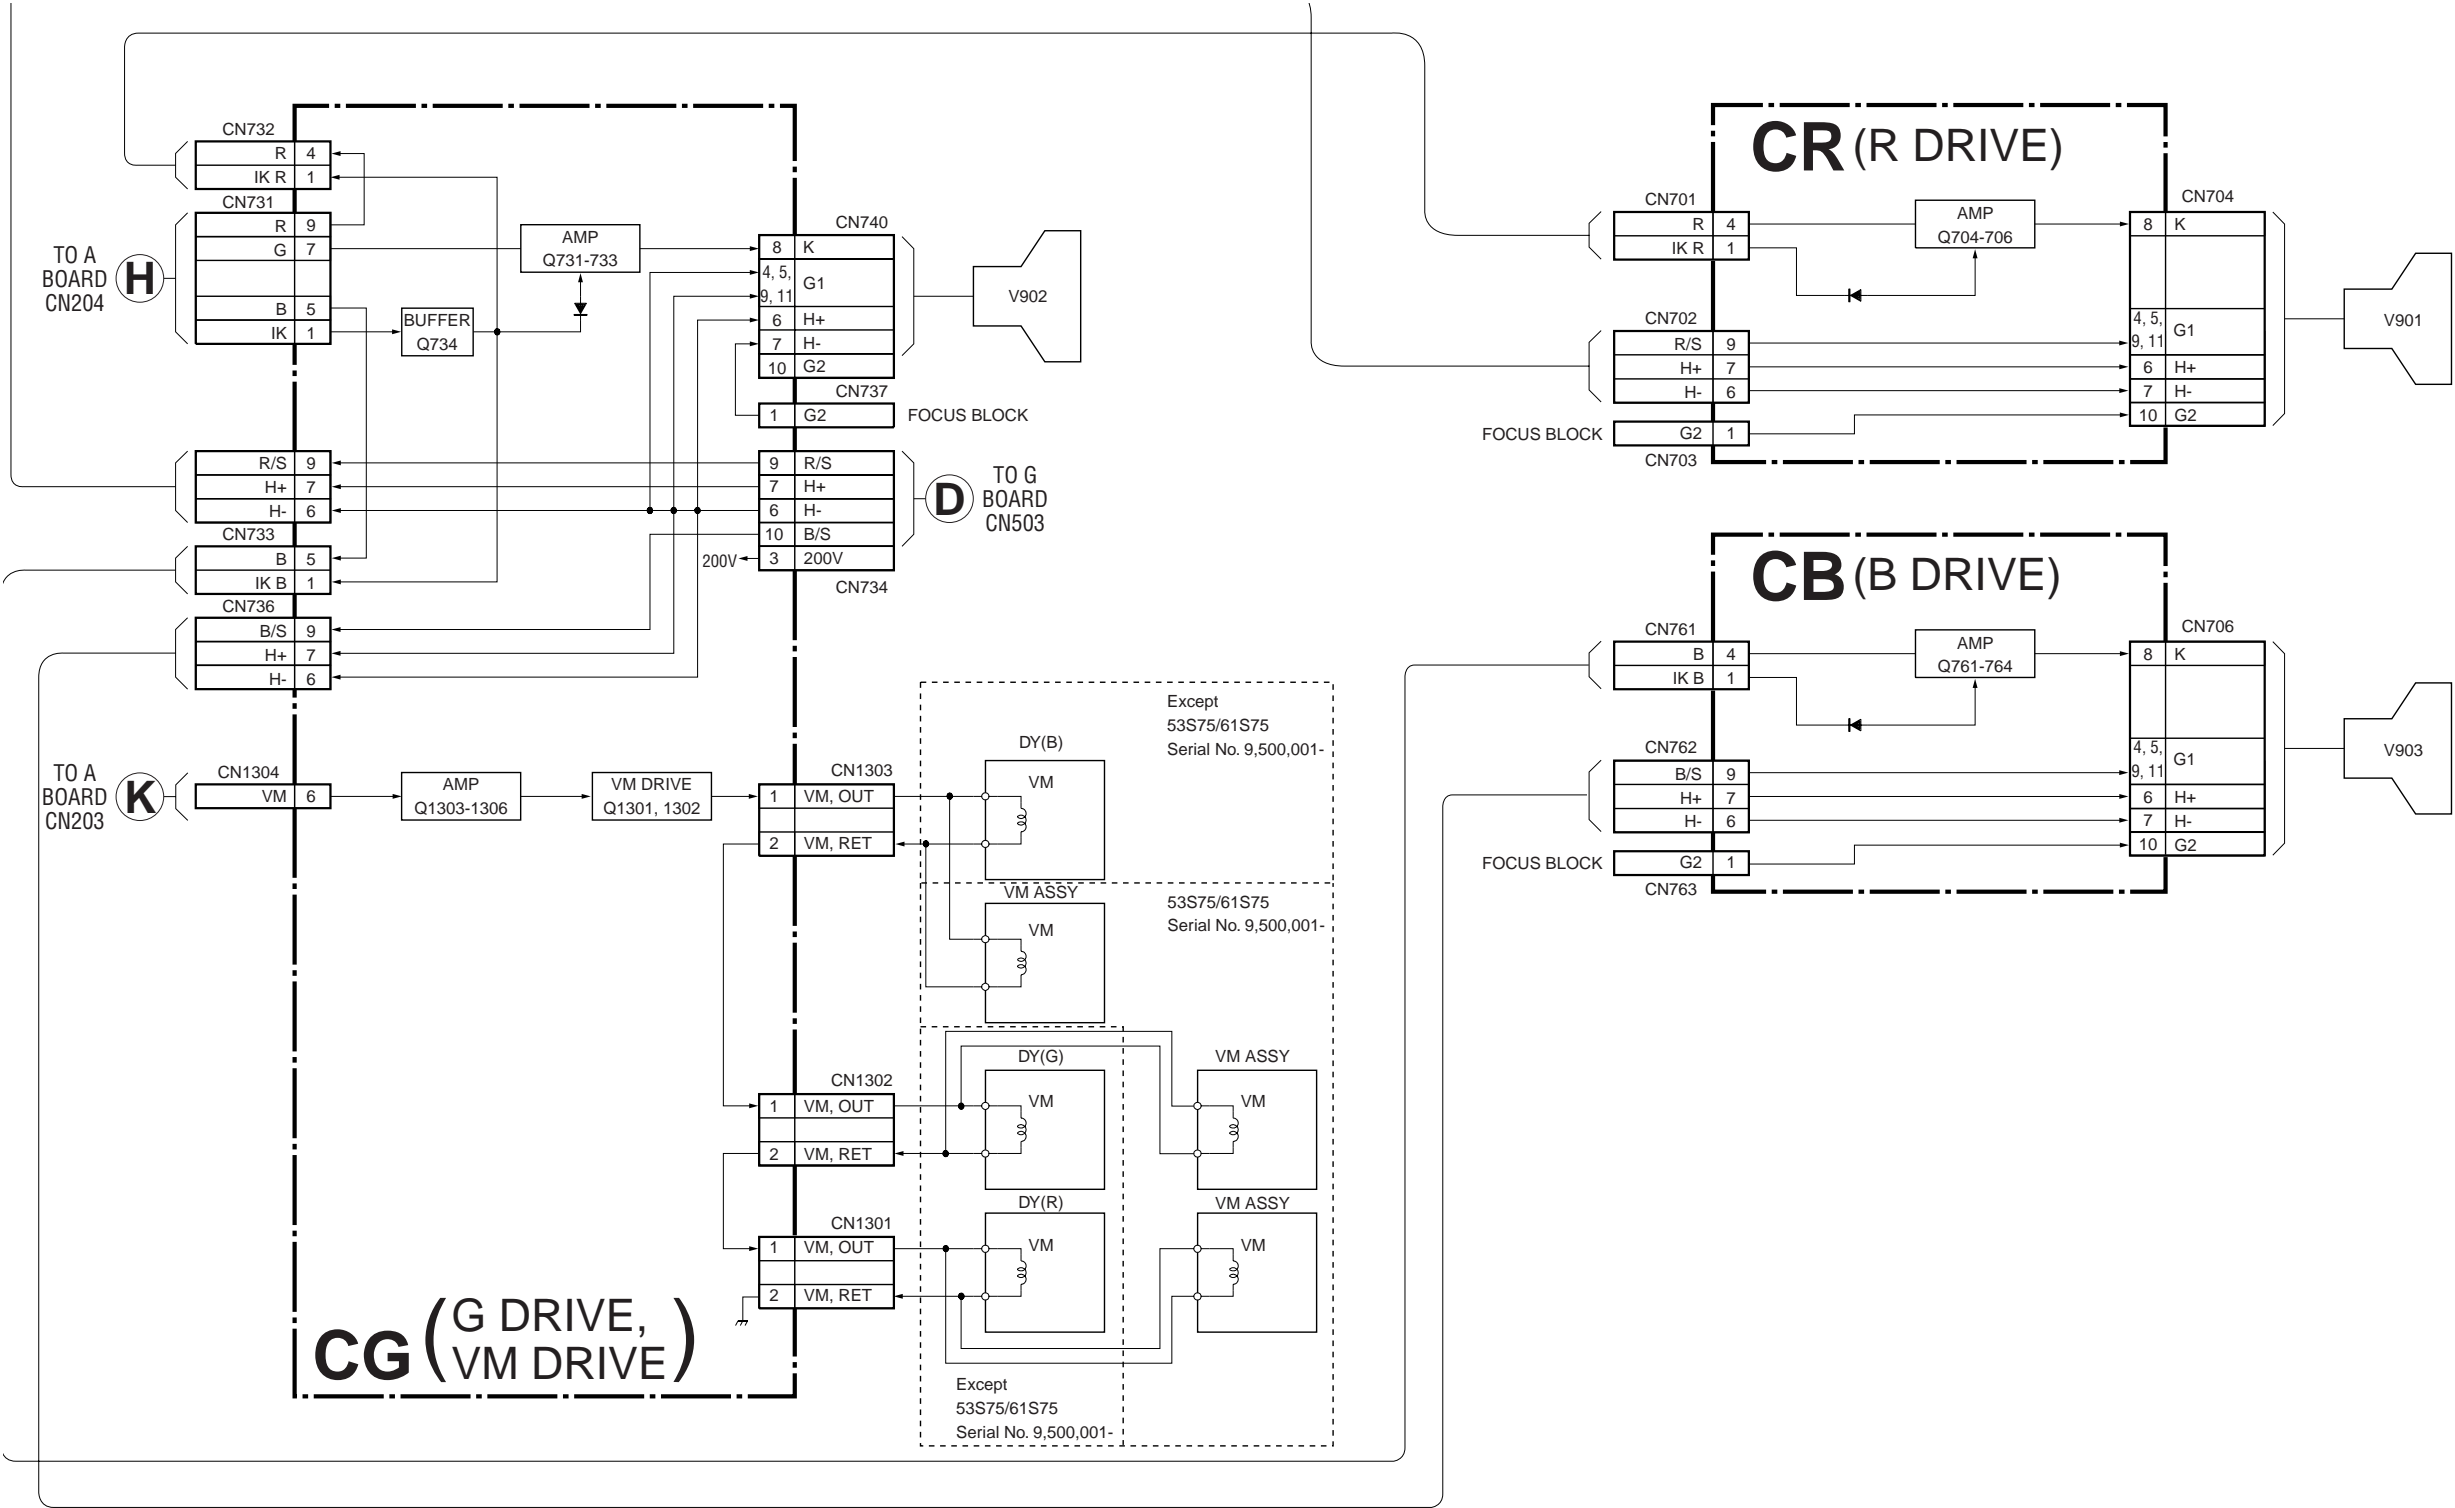 CN732
R 4
IK R 1
CN731
R 9
G 7
B 5
IK 1
TO A
BOARD
CN204
H
AMP
Q731-733
BUFFER
Q734
CN740
8 K
4, 5,
9, 11
G1
6 H+
7 H-
10 G2
CN737
1 G2
FOCUS BLOCK
V902
R/S 9
H+ 7
H- 6
CN733
B 5
IK B 1
CN736
B/S 9
H+ 7
H- 6
9 R/S
7 H+
6 H-
10 B/S
3 200V
200V
CN734
D
TO G
BOARD
CN503
TO A
BOARD
CN203
K
CN1304
VM 6
AMP
Q1303-1306
VM DRIVE
Q1301, 1302
CN1303
1 VM, OUT
2 VM, RET
DY(B)
VM
Except
53S75/61S75
Serial No. 9,500,001-
VM ASSY
VM
53S75/61S75
Serial No. 9,500,001-
CN1302
1 VM, OUT
2 VM, RET
DY(G)
VM
VM ASSY
VM
CN1301
1 VM, OUT
2 VM, RET
DY(R)
VM
VM ASSY
VM
Except
53S75/61S75
Serial No. 9,500,001-
CG (G DRIVE,
VM DRIVE)
CR (R DRIVE)
CN701
R 4
IK R 1
AMP
Q704-706
CN704
8 K
4, 5,
9, 11
G1
6 H+
7 H-
10 G2
CN702
R/S 9
H+ 7
H- 6
FOCUS BLOCK
G2 1
CN703
V901
CB (B DRIVE)
CN761
B 4
IK B 1
AMP
Q761-764
CN706
8 K
4, 5,
9, 11
G1
6 H+
7 H-
10 G2
CN762
B/S 9
H+ 7
H- 6
FOCUS BLOCK
G2 1
CN763
V903